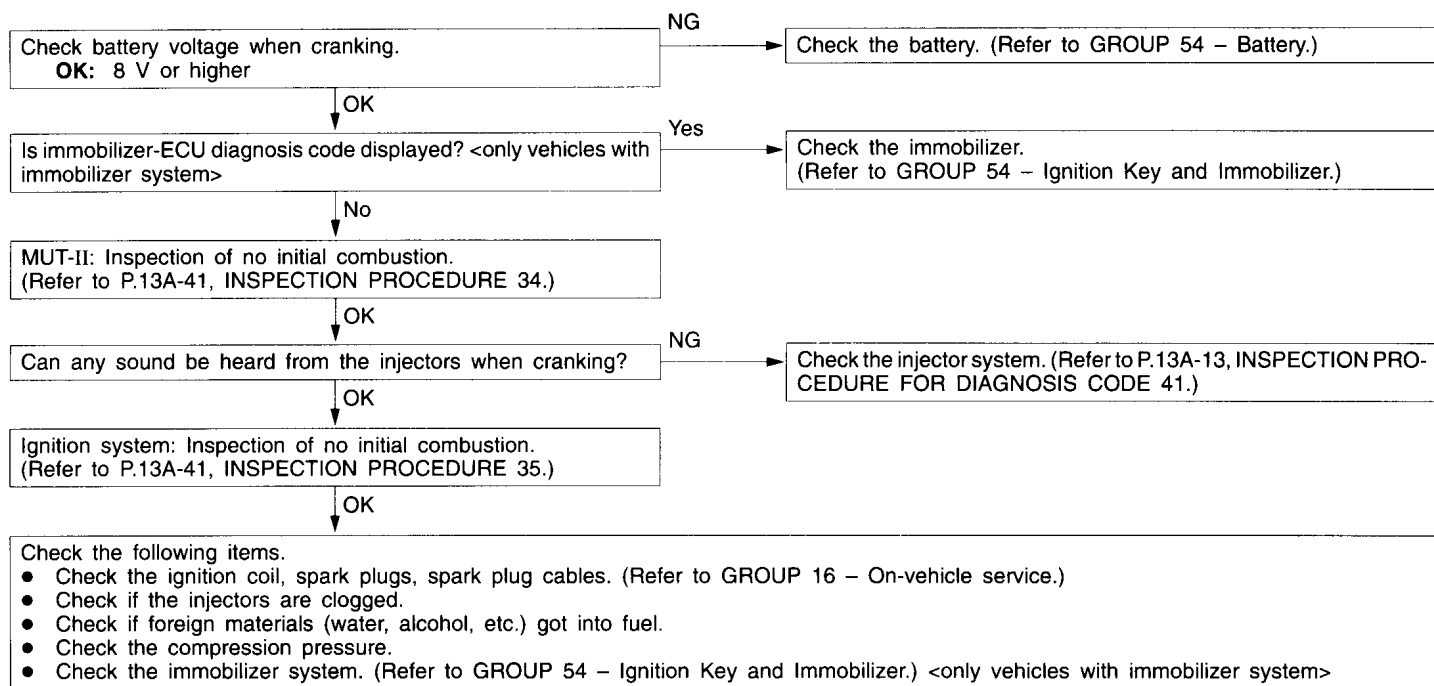 NG
Check battery voltage when cranking.
OK: 8 V or higher
Check the battery. (Refer to GROUP 54 – Battery.)
OK
Yes
Is immobilizer-ECU diagnosis code displayed? <only vehicles with
immobilizer system>
Check the immobilizer.
(Refer to GROUP 54 – Ignition Key and Immobilizer.)
No
MUT-II: Inspection of no initial combustion.
(Refer to P.13A-41, INSPECTION PROCEDURE 34.)
OK
NG
Can any sound be heard from the injectors when cranking?
Check the injector system. (Refer to P.13A-13, INSPECTION PRO-
CEDURE FOR DIAGNOSIS CODE 41.)
OK
Ignition system: Inspection of no initial combustion.
(Refer to P.13A-41, INSPECTION PROCEDURE 35.)
OK
Check the following items.
● Check the ignition coil, spark plugs, spark plug cables. (Refer to GROUP 16 – On-vehicle service.)
● Check if the injectors are clogged.
● Check if foreign materials (water, alcohol, etc.) got into fuel.
● Check the compression pressure.
● Check the immobilizer system. (Refer to GROUP 54 – Ignition Key and Immobilizer.) <only vehicles with immobilizer system>